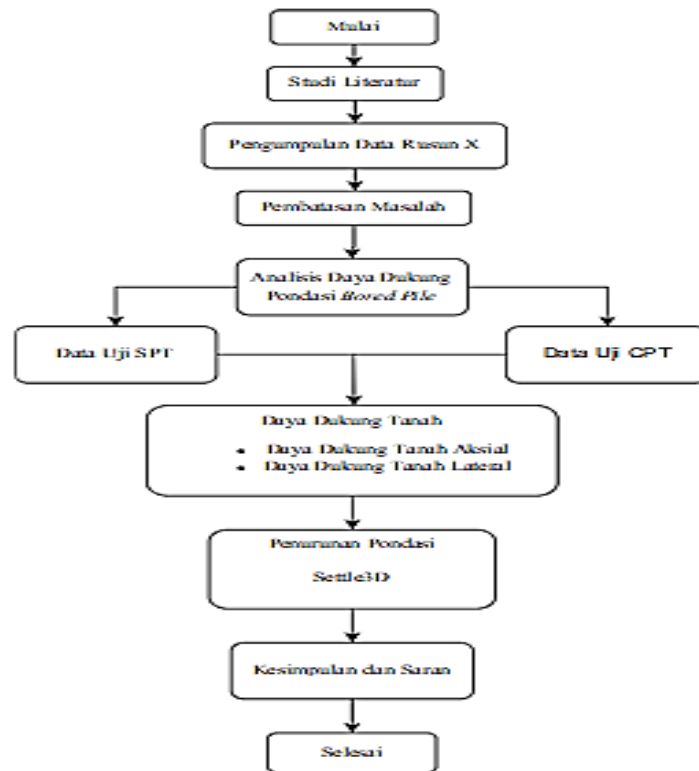 Mulai
Studi Literatur
Pengumpulan Data Rusun X
Pembatasan Masalah
Analisis Daya Dukung
Pondasi Bored Pile
Data Uji SPT
Data Uji CPT
Daya Dukung Tanah
• Daya Dukung Tanah Aksial
• Daya Dukung Tanah Lateral
Penurunan Pondasi
Settle3D
Kesimpulan dan Saran
Selesai